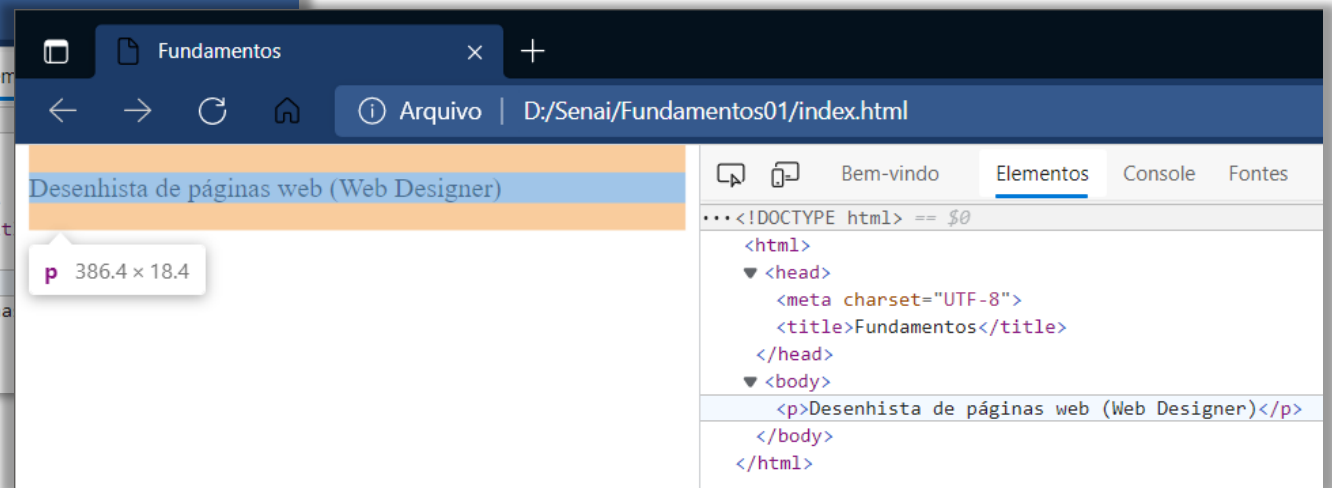 Fundamentos
Arquivo | D:/Senai/Fundamentos01/index.html
Desenhista de páginas web (Web Designer)
p 386.4 × 18.4
Bem-vindo Elementos Console Fontes
···<!DOCTYPE html> == $0
<html>
▼ <head>
<meta charset="UTF-8">
<title>Fundamentos</title>
</head>
▼ <body>
<p>Desenhista de páginas web (Web Designer)</p>
</body>
</html>